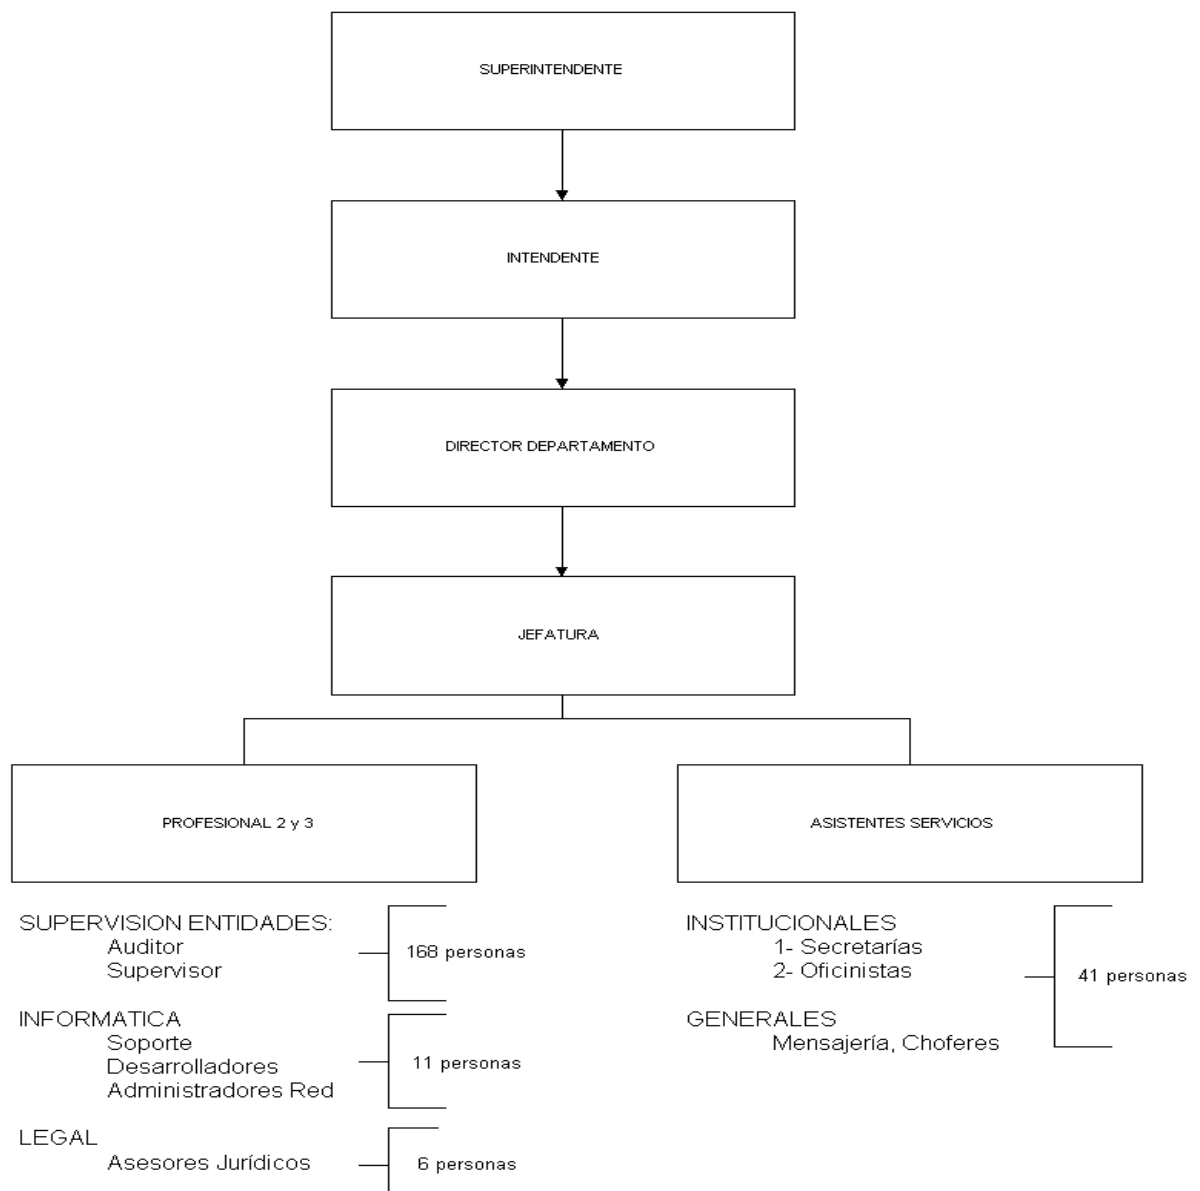 SUPERINTENDENTE
INTENDENTE
DIRECTOR DEPARTAMENTO
JEFATURA
PROFESIONAL 2 y 3
SUPERVISION ENTIDADES:
Auditor
Supervisor
168 personas
INFORMATICA
Soporte
Desarrolladores
Administradores Red
11 personas
LEGAL
Asesores Jurídicos
6 personas
ASISTENTES SERVICIOS
INSTITUCIONALES
1- Secretarías
2- Oficinistas
GENERALES
Mensajería, Choferes
41 personas